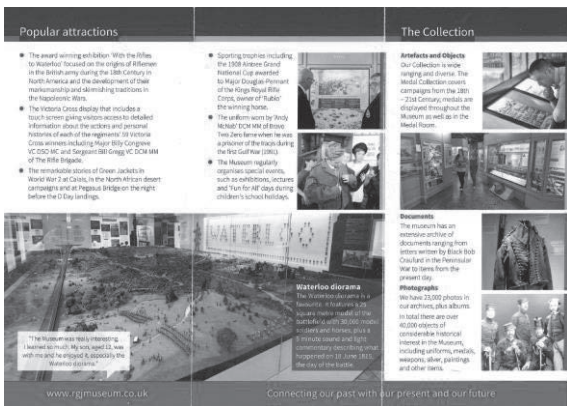 Popular attractions
The award winning exhibition 'With the Rifles
to Waterloo' focused on the origins of Riflemen
in the British army during the 18th Century in
North America and the development of their
marksmanship and skirmishing tactics in
the Napoleonic Wars.
The Victoria Cross display that includes a
touch screen giving visitors access to detailed
information about the actions and personal
histories of each of the regiments' 59 Victoria
Cross winners including Major Billy Congreve
VC DSO MC and Sergeant Bill Gregg VC DCM MM
of The Rifle Brigade.
The remarkable stories of Green Jackets in
World War 2 at Calais, in the North African desert
campaigns and at Pegasus Bridge on the night
before the D Day landings.
Sporting trophies including
the 1908 Aintree Grand
National Cup awarded
to Major Douglas-Pennant
of the Kings Royal Rifle
Corps, owner of 'Rubio'
the winning horse.
The uniform worn by 'Andy
McNab' DCM MM of Bravo
Two Zero fame when he was
a prisoner of the Iraqis during
the first Gulf War (1991).
The Museum regularly
organises special events,
such as exhibitions, lectures
and 'Fun for All' days during
children's school holidays.
WATERLOO
Waterloo diorama
The Waterloo diorama is a
favourite. It features a 25
square metre model of the
battlefield with 30,000 model
soldiers and horses, plus a
5 minute sound and light
commentary describing what
happened on 18 June 1815,
the day of the battle.
"The Museum was really interesting.
I learned so much. My son, aged 12, was
with me and he enjoyed it, especially the
Waterloo diorama."
The Collection
Artefacts and Objects
Our Collection is wide
ranging and diverse. The
Medal Collection covers
campaigns from the 18th
– 21st Century, medals are
displayed throughout the
Museum as well as in the
Medal Room.
Documents
The museum has an
extensive archive of
documents ranging from
letters written by Black Bob
Craufurd in the Peninsular
War to items from the
present day.
Photographs
We have 23,000 photos in
our archives, plus albums.
In total there are over
40,000 objects of
considerable historical
interest in the Museum,
including uniforms, medals,
weapons, silver, paintings
and other items.
www.rgjmuseum.co.uk
Connecting our past with our present and our future